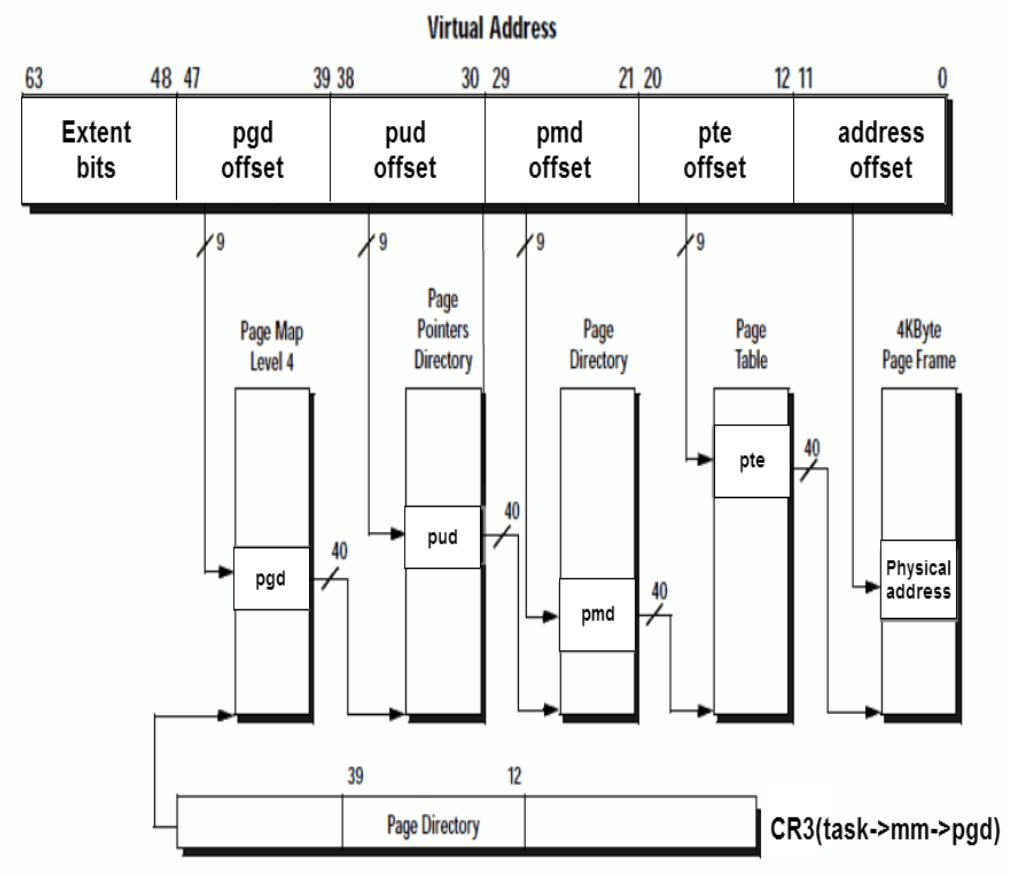 Virtual Address
63 48 47 39 38 30 29 21 20 12 11 0
Extent bits
pgd offset
pud offset
pmd offset
pte offset
address offset
9 9 9 9
Page Map
Level 4
Page
Pointers
Directory
Page
Directory
Page
Table
4KByte
Page Frame
pgd
40
pud
40
pmd
40
pte
40
Physical
address
39 12
Page Directory
CR3(task->mm->pgd)